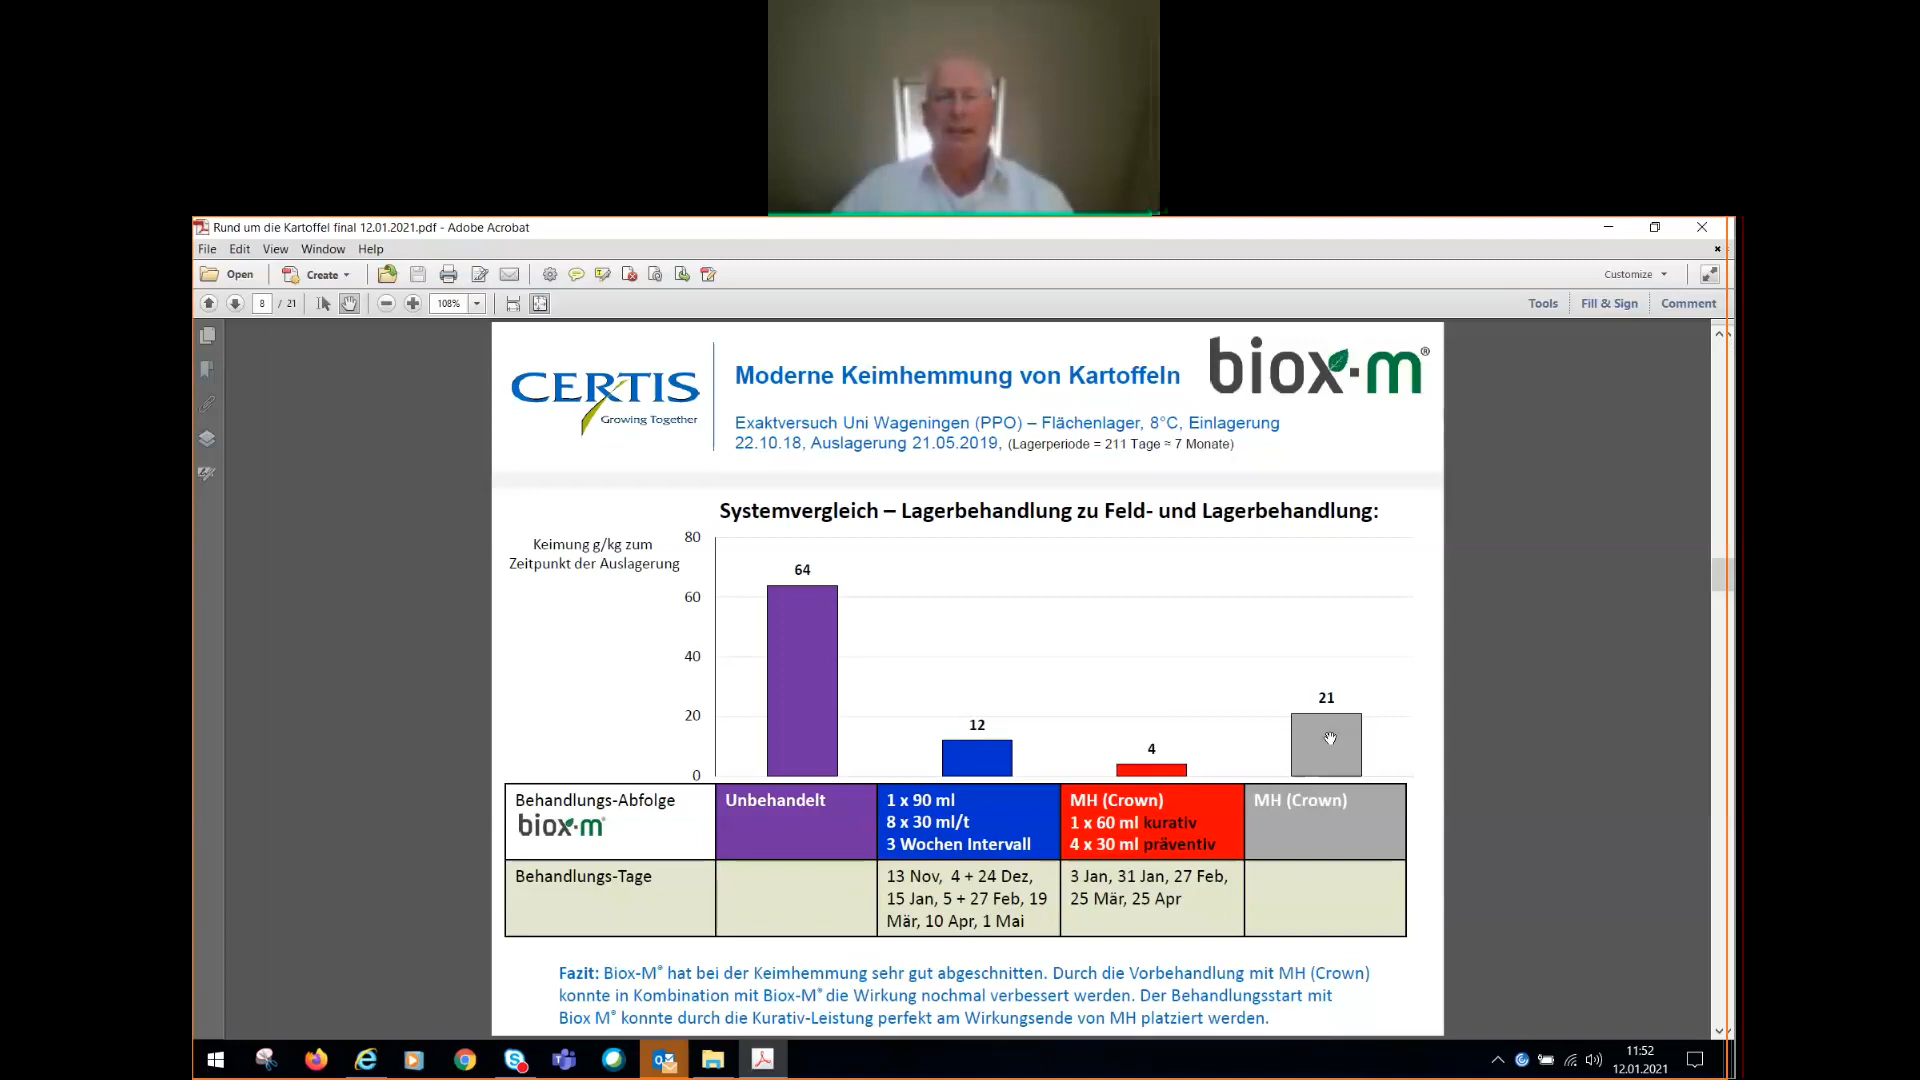 Rund um die Kartoffel final 12.01.2021.pdf - Adobe Acrobat
File Edit View Window Help
Open Create Customize
8 / 21 108% Tools Fill & Sign Comment
CERTIS
Growing Together
Moderne Keimhemmung von Kartoffeln
biox-m®
Exaktversuch Uni Wageningen (PPO) – Flächenlager, 8°C, Einlagerung
22.10.18, Auslagerung 21.05.2019, (Lagerperiode = 211 Tage ≈ 7 Monate)
Systemvergleich – Lagerbehandlung zu Feld- und Lagerbehandlung:
Keimung g/kg zum
Zeitpunkt der Auslagerung
80
60
40
20
0
64
12
4
21
Behandlungs-Abfolge
biox-m®
Unbehandelt
1 x 90 ml
8 x 30 ml/t
3 Wochen Intervall
MH (Crown)
1 x 60 ml kurativ
4 x 30 ml präventiv
MH (Crown)
Behandlungs-Tage
13 Nov, 4 + 24 Dez,
15 Jan, 5 + 27 Feb, 19
Mär, 10 Apr, 1 Mai
3 Jan, 31 Jan, 27 Feb,
25 Mär, 25 Apr
Fazit: Biox-M® hat bei der Keimhemmung sehr gut abgeschnitten. Durch die Vorbehandlung mit MH (Crown)
konnte in Kombination mit Biox-M® die Wirkung nochmal verbessert werden. Der Behandlungsstart mit
Biox M® konnte durch die Kurativ-Leistung perfekt am Wirkungsende von MH platziert werden.
11:52
12.01.2021